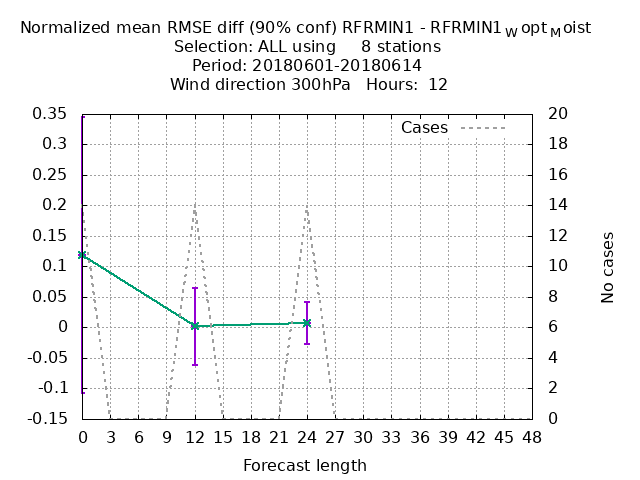 Normalized mean RMSE diff (90% conf) RFRMIN1 - RFRMIN1WoptMoist
Selection: ALL using 8 stations
Period: 20180601-20180614
Wind direction 300hPa Hours: 12
Cases
0.35
0.3
0.25
0.2
0.15
0.1
0.05
0
-0.05
-0.1
-0.15
20
18
16
14
12
10
8
6
4
2
0
No cases
0 3 6 9 12 15 18 21 24 27 30 33 36 39 42 45 48
Forecast length